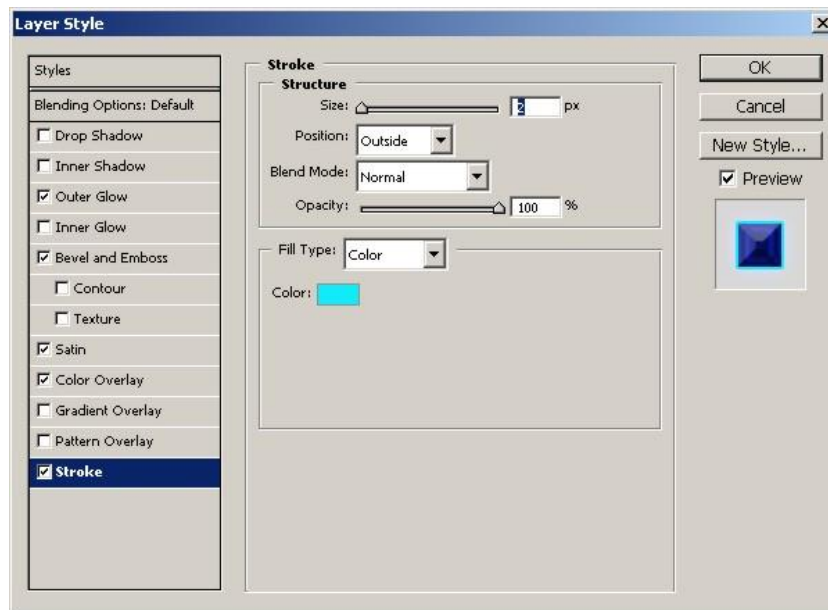 Layer Style
Styles
Blending Options: Default
Drop Shadow
Inner Shadow
Outer Glow
Inner Glow
Bevel and Emboss
Contour
Texture
Satin
Color Overlay
Gradient Overlay
Pattern Overlay
Stroke
Stroke
Structure
Size: 2 px
Position: Outside
Blend Mode: Normal
Opacity: 100 %
Fill Type: Color
Color:
OK
Cancel
New Style...
Preview